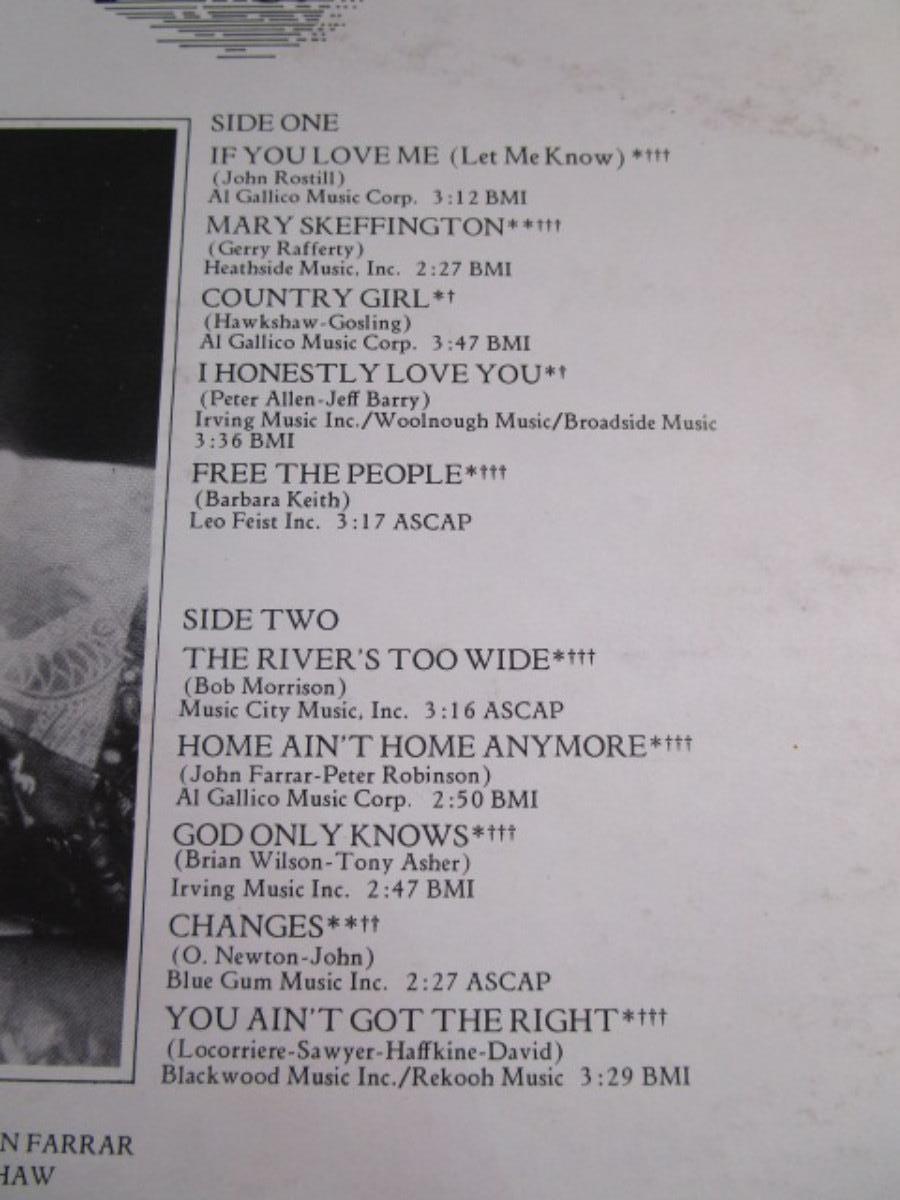 SIDE ONE
IF YOU LOVE ME (Let Me Know) *†††
(John Rostill)
Al Gallico Music Corp. 3:12 BMI
MARY SKEFFINGTON**†††
(Gerry Rafferty)
Heathside Music, Inc. 2:27 BMI
COUNTRY GIRL*†
(Hawkshaw-Gosling)
Al Gallico Music Corp. 3:47 BMI
I HONESTLY LOVE YOU*†
(Peter Allen-Jeff Barry)
Irving Music Inc./Woolnough Music/Broadside Music
3:36 BMI
FREE THE PEOPLE*†††
(Barbara Keith)
Leo Feist Inc. 3:17 ASCAP
SIDE TWO
THE RIVER'S TOO WIDE*†††
(Bob Morrison)
Music City Music, Inc. 3:16 ASCAP
HOME AIN'T HOME ANYMORE*†††
(John Farrar-Peter Robinson)
Al Gallico Music Corp. 2:50 BMI
GOD ONLY KNOWS*†††
(Brian Wilson-Tony Asher)
Irving Music Inc. 2:47 BMI
CHANGES**††
(O. Newton-John)
Blue Gum Music Inc. 2:27 ASCAP
YOU AIN'T GOT THE RIGHT*†††
(Locorriere-Sawyer-Haffkine-David)
Blackwood Music Inc./Rekooh Music 3:29 BMI
N FARRAR
HAW